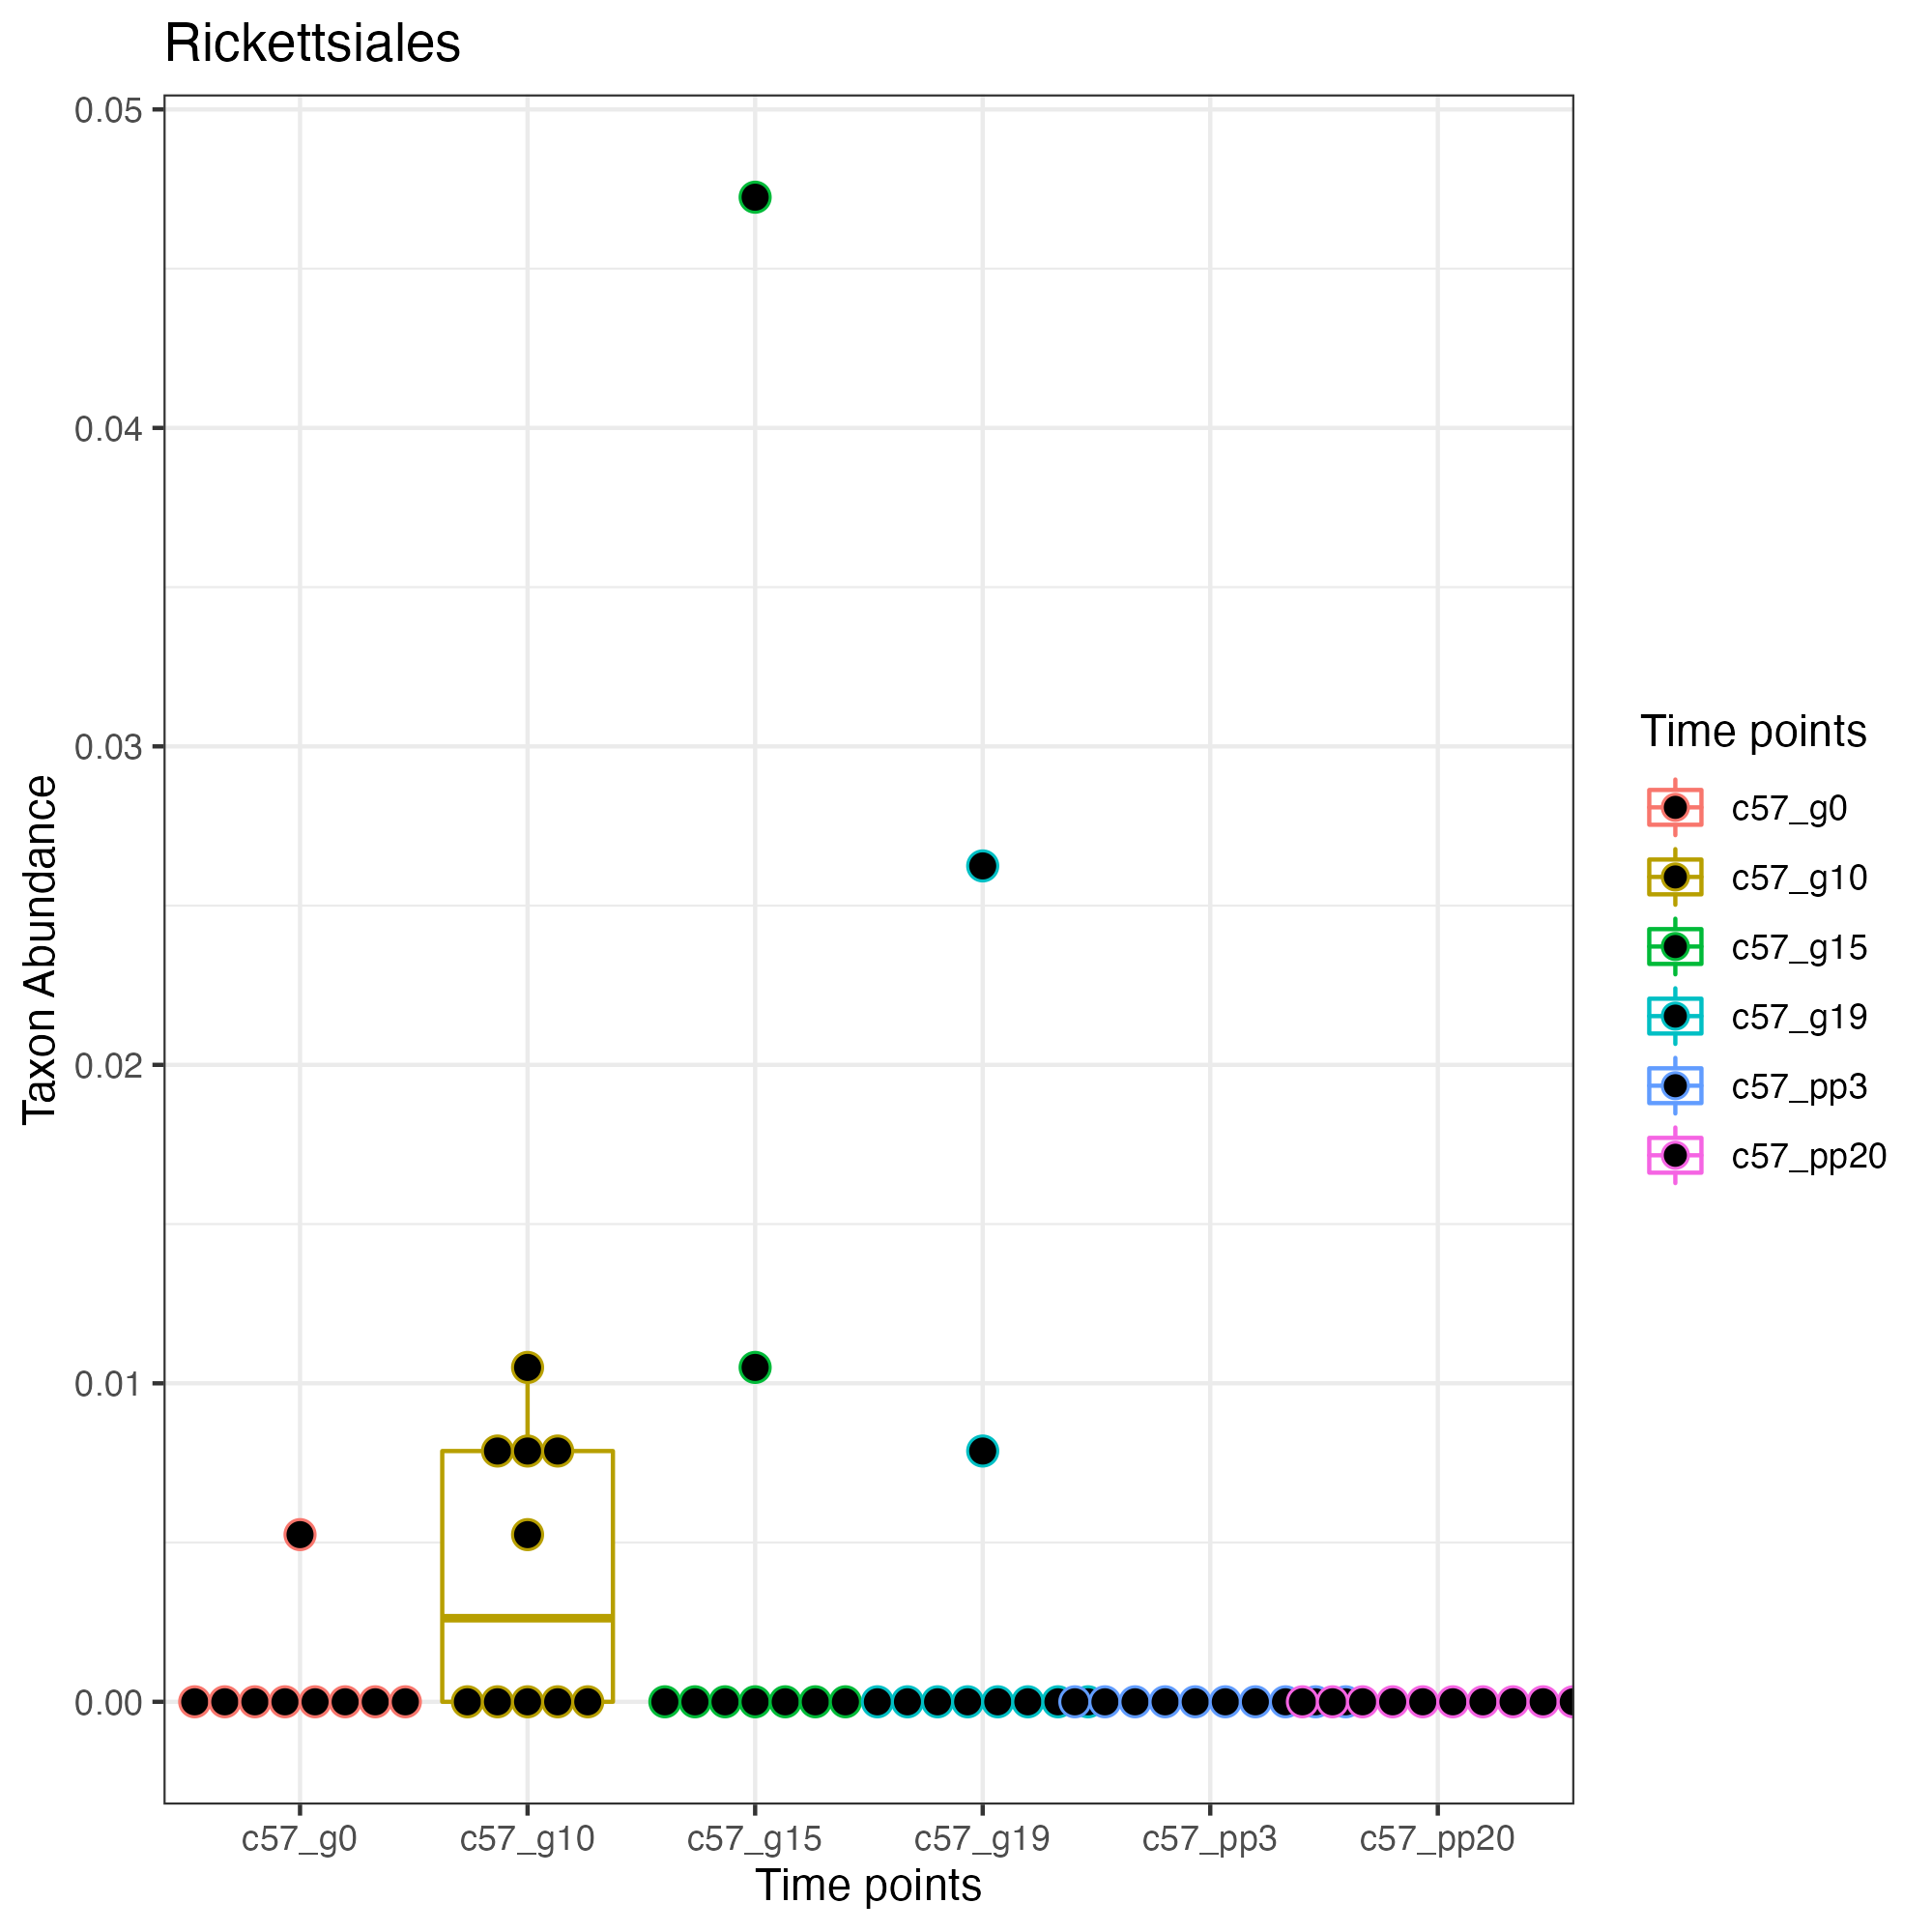 Rickettsiales
0.05
0.04
0.03
0.02
0.01
0.00
Taxon Abundance
c57_g0
c57_g10
c57_g15
c57_g19
c57_pp3
c57_pp20
Time points
Time points
c57_g0
c57_g10
c57_g15
c57_g19
c57_pp3
c57_pp20